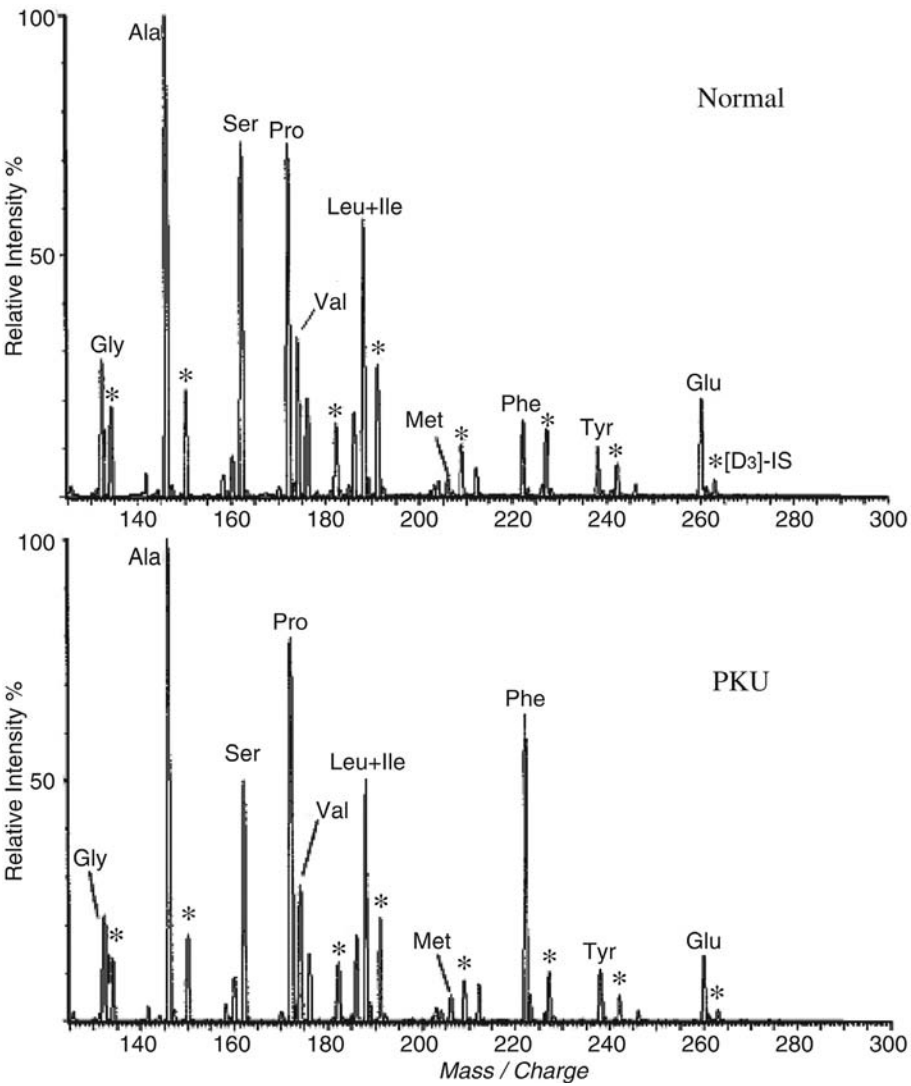 100
Ala
Normal
Ser
Pro
Leu+Ile
50
Val
Gly
*
*
*
*
Met
*
Phe
*
Tyr
*
Glu
*[D3]-IS
Relative Intensity %
140 160 180 200 220 240 260 280 300
100
Ala
Pro
PKU
Phe
Ser
Leu+Ile
50
Val
Gly
*
*
*
*
Met
*
*
Tyr
*
Glu
*
Relative Intensity %
140 160 180 200 220 240 260 280 300
Mass / Charge